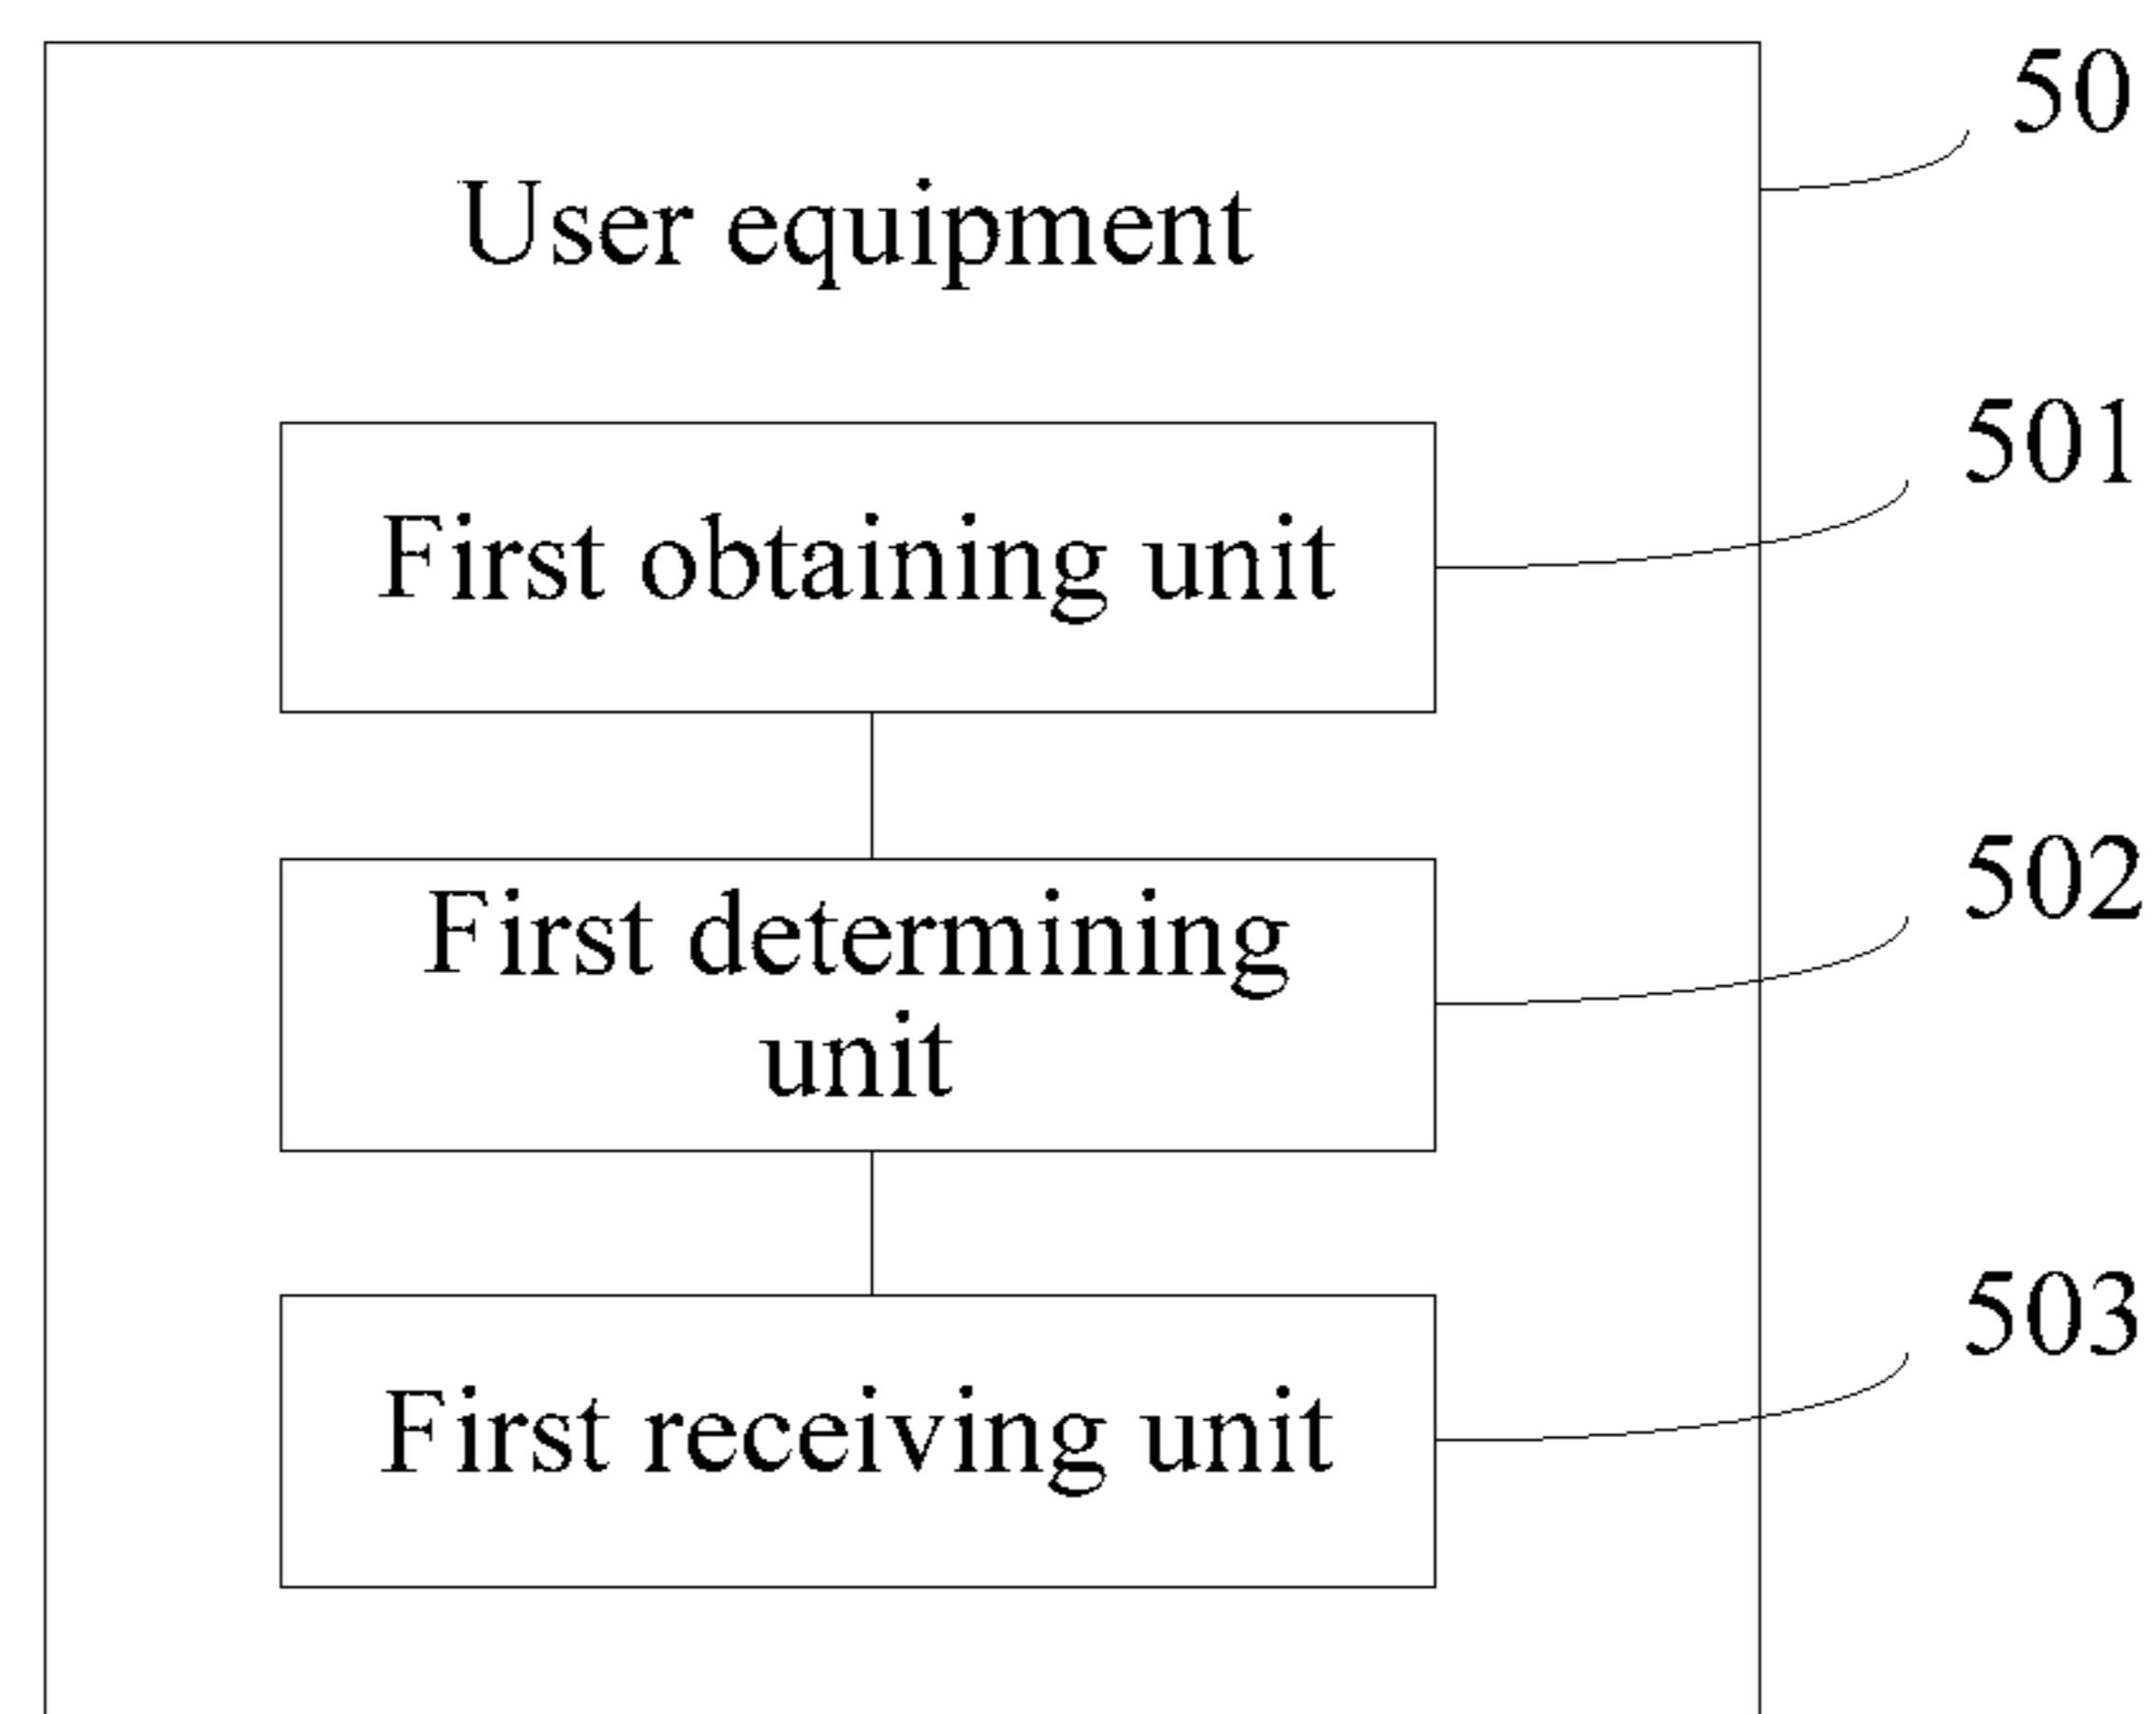 50
User equipment
501
First obtaining unit
502
First determining
unit
503
First receiving unit